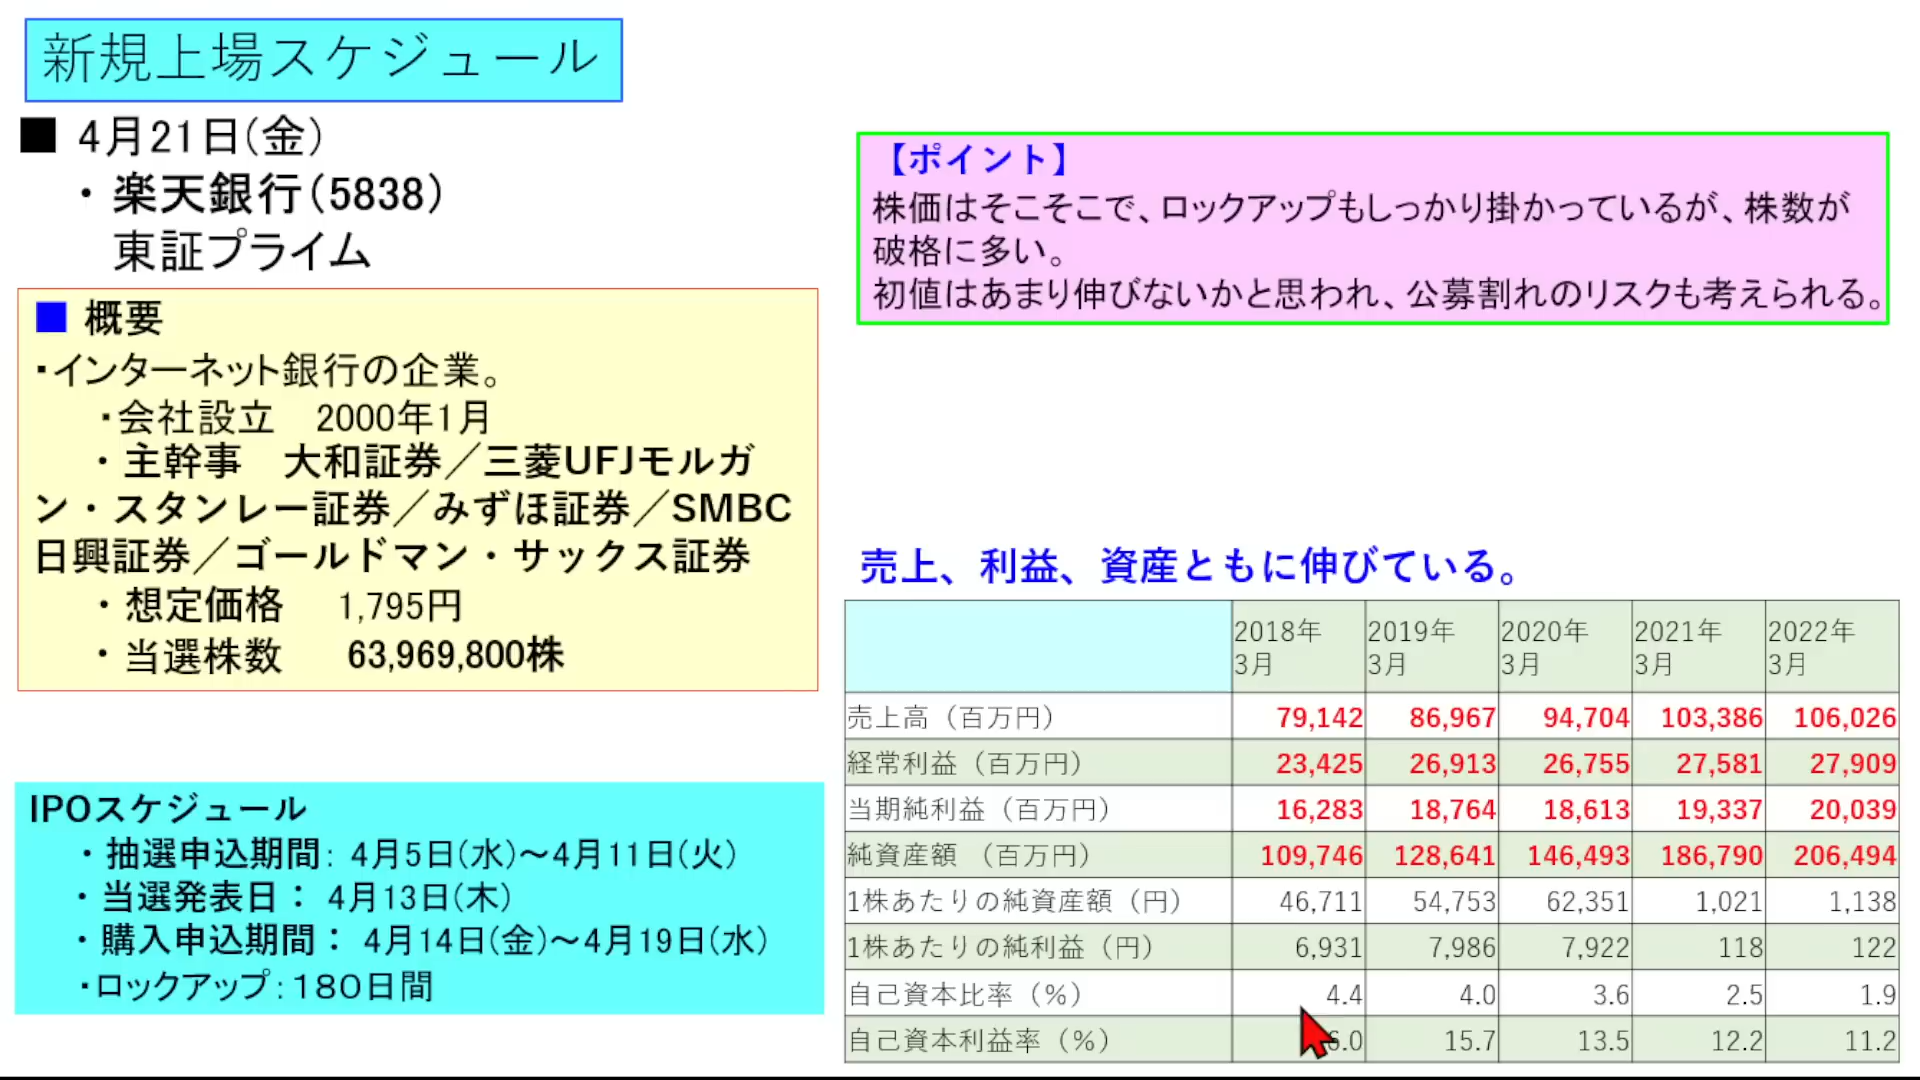 新規上場スケジュール
■ 4月21日(金)
・楽天銀行(5838)
東証プライム
■ 概要
・インターネット銀行の企業。
・会社設立 2000年1月
・主幹事 大和証券／三菱UFJモルガ
ン・スタンレー証券／みずほ証券／SMBC
日興証券／ゴールドマン・サックス証券
・想定価格 1,795円
・当選株数 63,969,800株
IPOスケジュール
・抽選申込期間: 4月5日(水)～4月11日(火)
・当選発表日： 4月13日(木)
・購入申込期間： 4月14日(金)～4月19日(水)
・ロックアップ：180日間
【ポイント】
株価はそこそこで、ロックアップもしっかり掛かっているが、株数が
破格に多い。
初値はあまり伸びないかと思われ、公募割れのリスクも考えられる。
売上、利益、資産ともに伸びている。
2018年3月 2019年3月 2020年3月 2021年3月 2022年3月
売上高（百万円） 79,142 86,967 94,704 103,386 106,026
経常利益（百万円） 23,425 26,913 26,755 27,581 27,909
当期純利益（百万円） 16,283 18,764 18,613 19,337 20,039
純資産額 （百万円） 109,746 128,641 146,493 186,790 206,494
1株あたりの純資産額（円） 46,711 54,753 62,351 1,021 1,138
1株あたりの純利益（円） 6,931 7,986 7,922 118 122
自己資本比率（%） 4.4 4.0 3.6 2.5 1.9
自己資本利益率（%） 15.7 13.5 12.2 11.2